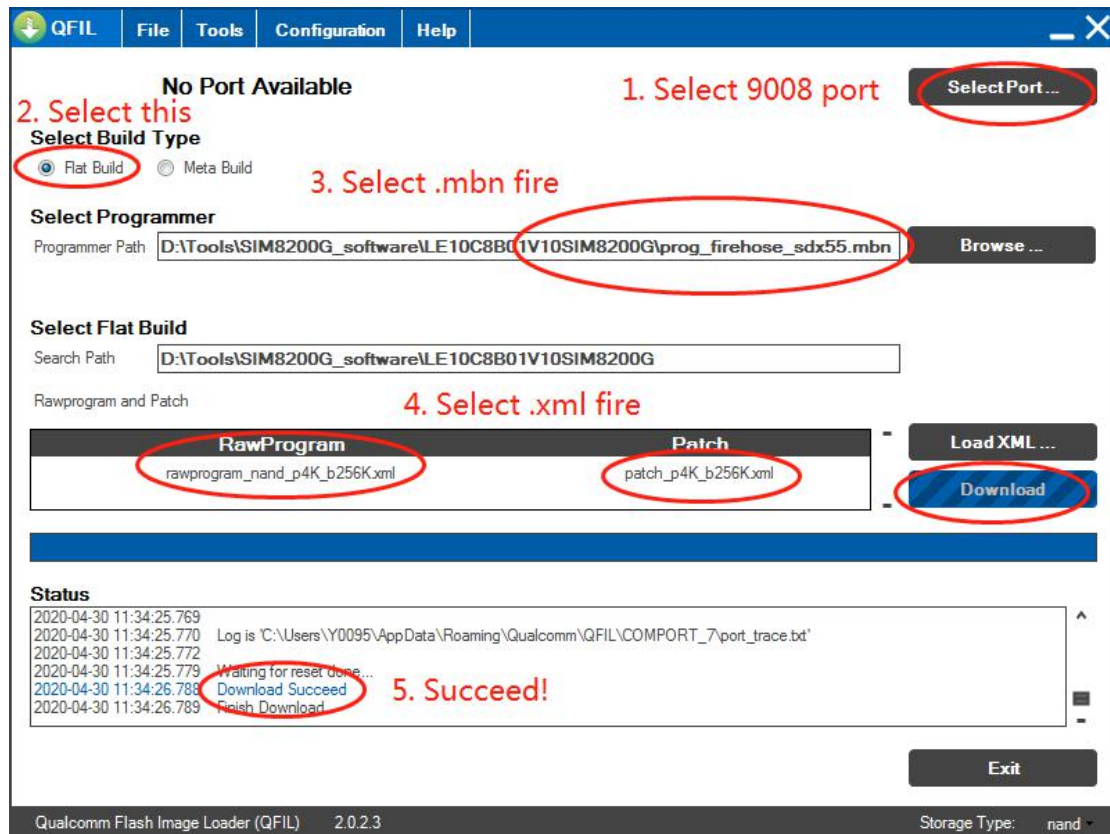 QFIL File Tools Configuration Help
No Port Available
1. Select 9008 port
Select Port ...
2. Select this
Select Build Type
Flat Build Meta Build
3. Select .mbn fire
Select Programmer
Programmer Path D:\Tools\SIM8200G_software\LE10C8B01V10SIM8200G\prog_firehose_sdx55.mbn Browse ...
Select Flat Build
Search Path D:\Tools\SIM8200G_software\LE10C8B01V10SIM8200G
Rawprogram and Patch
4. Select .xml fire
RawProgram Patch
Load XML ...
rawprogram_nand_p4K_b256K.xml patch_p4K_b256K.xml
Download
Status
2020-04-30 11:34:25.769
2020-04-30 11:34:25.770 Log is 'C:\Users\Y0095\AppData\Roaming\Qualcomm\QFIL\COMPORT_7\port_trace.txt'
2020-04-30 11:34:25.772
2020-04-30 11:34:25.779 Waiting for reset done...
2020-04-30 11:34:26.788 Download Succeed
2020-04-30 11:34:26.789 Finish Download
5. Succeed!
Exit
Qualcomm Flash Image Loader (QFIL) 2.0.2.3 Storage Type: nand